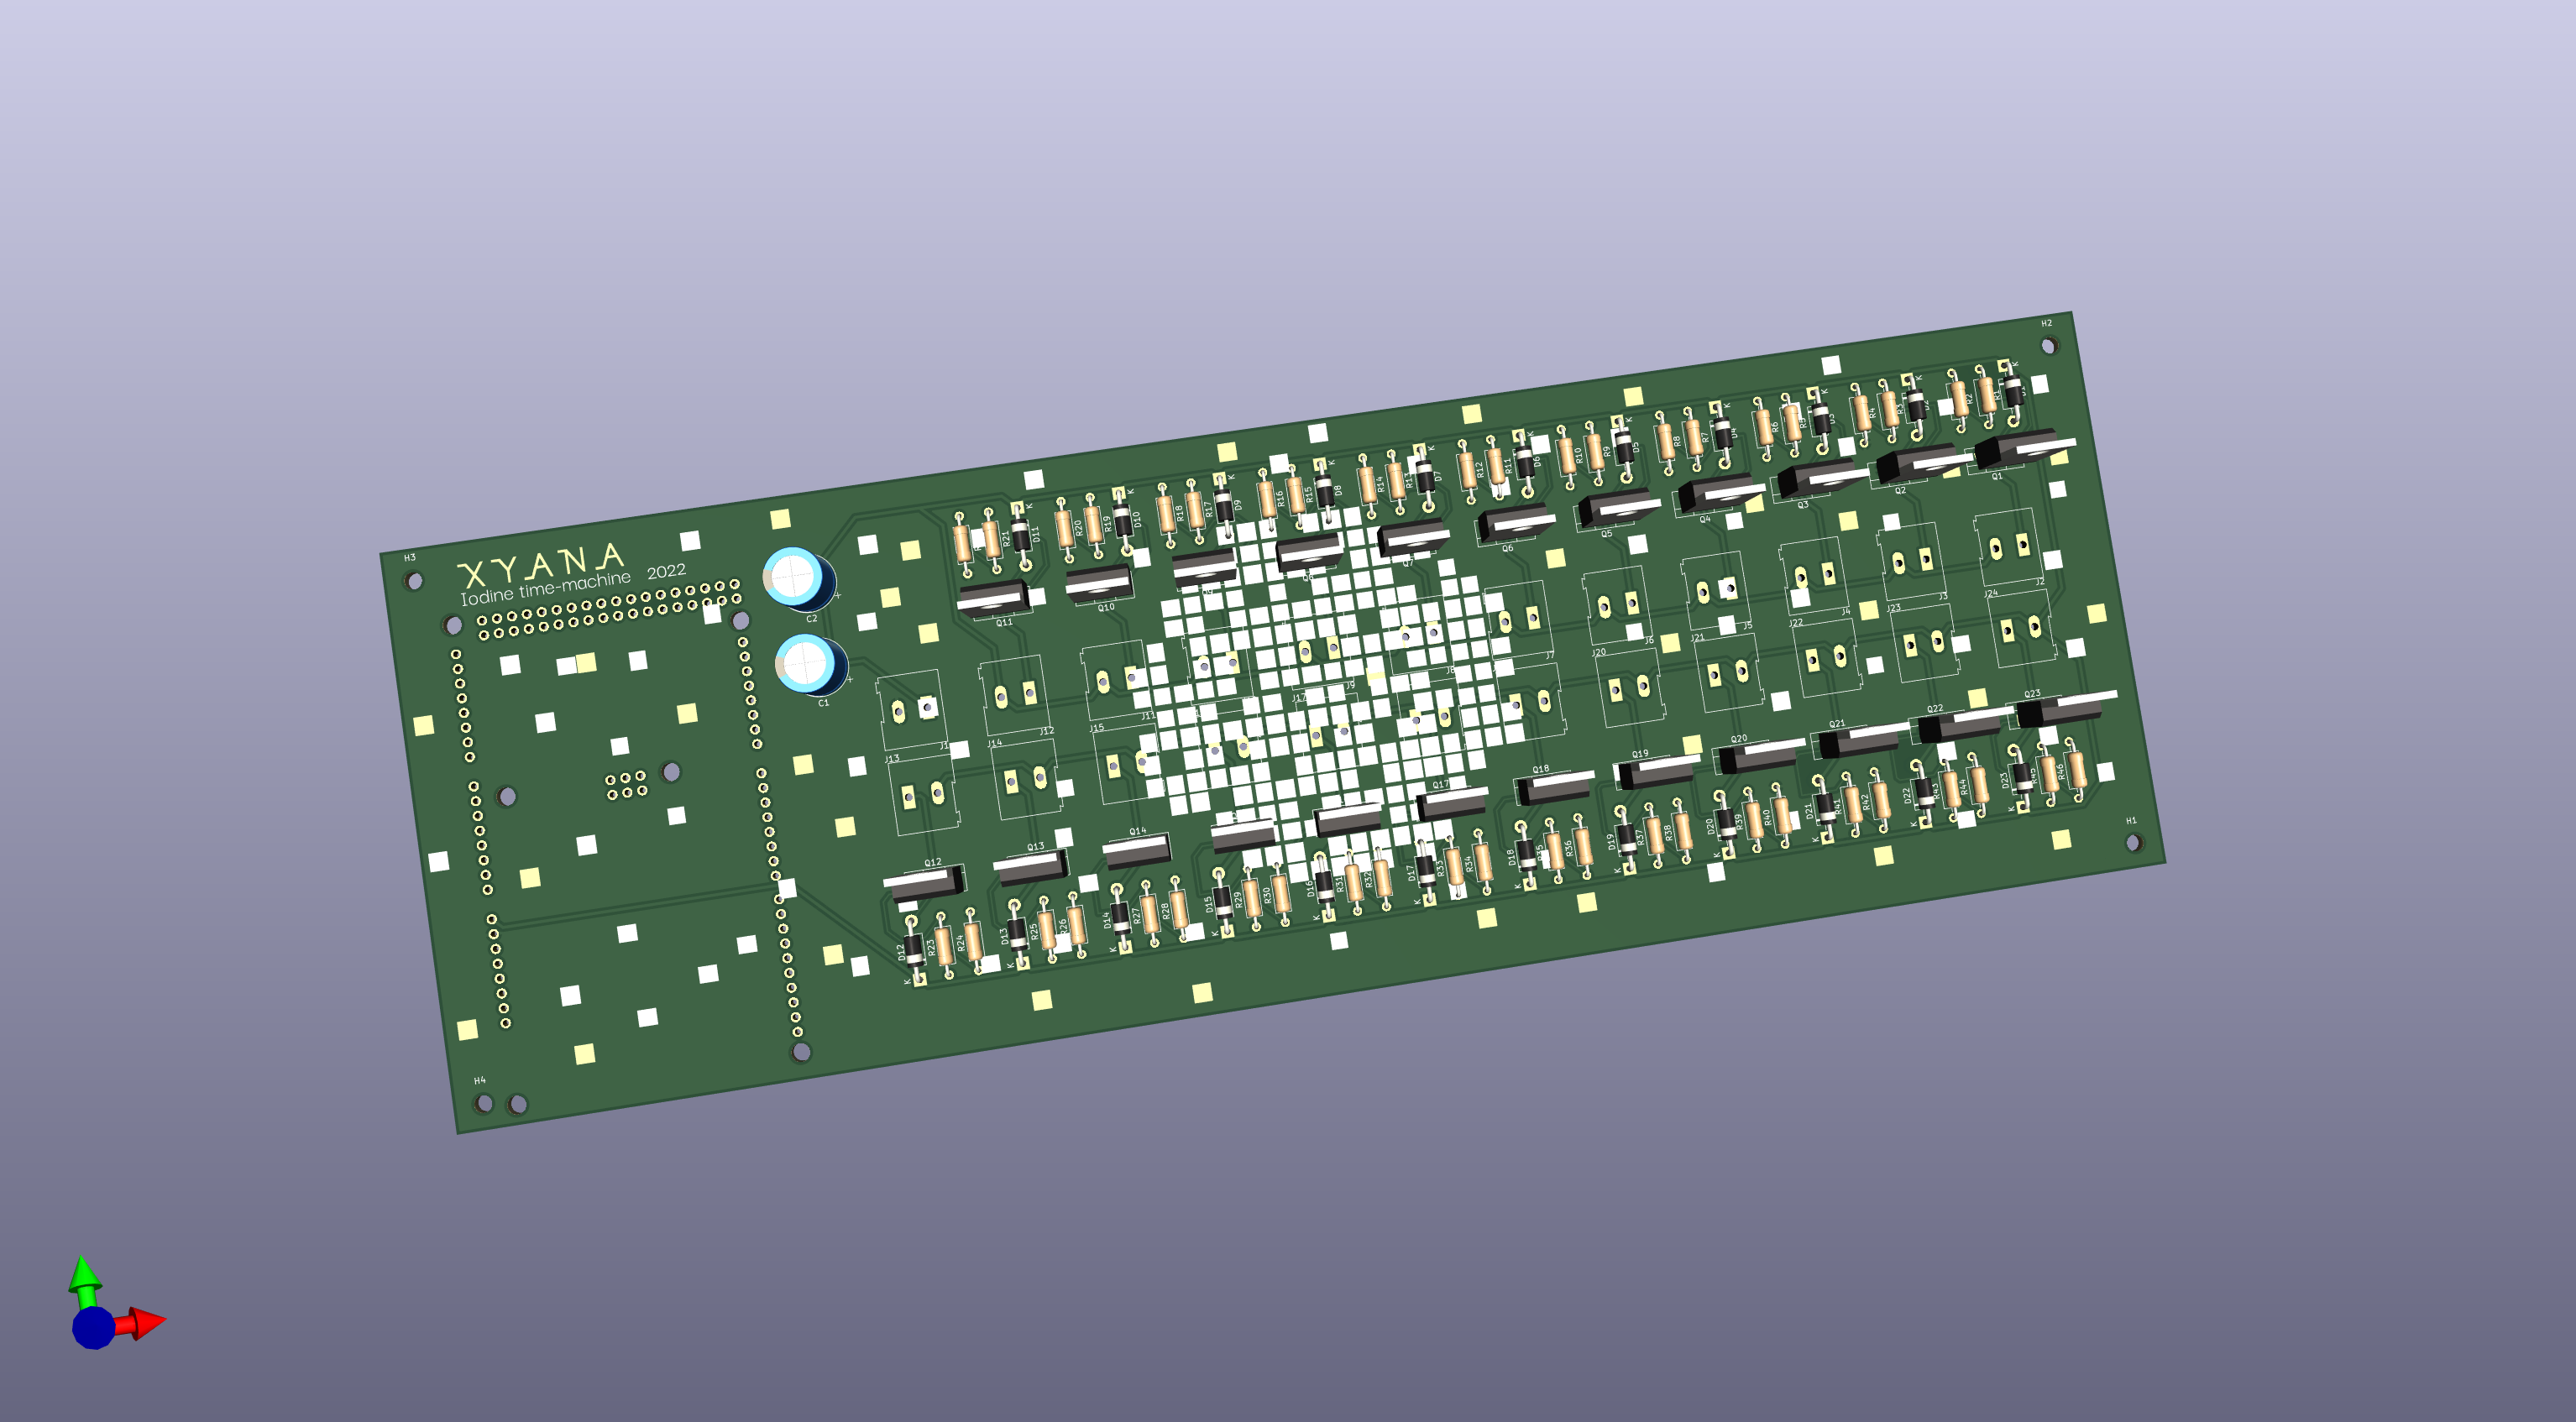 H2
H3
XYANA
Iodine time-machine 2022
K K K K K K K K K K K
R21 D11 R20 R19 D10 R18 R17 D9 R16 R15 D8 R14 R13 D7 R12 R11 D6 R10 R9 D5 R8 R7 D4 R6 R5 D3 R4 R3 D2 R2 R1
Q11 Q10 Q7 Q6 Q5 Q4 Q3 Q2 Q1
C2
C1
J1 J12 J11 J9 J8 J7 J6 J5 J4 J3 J2
J13 J14 J15 J17 J20 J21 J22 J23 J24
Q12 Q13 Q14 Q17 Q18 Q19 Q20 Q21 Q22 Q23
D12 R23 R24 D13 R25 R26 D14 R27 R28 D15 R29 R30 D16 R31 R32 D17 R33 R34 D18 R35 R36 D19 R37 R38 D20 R39 R40 D21 R41 R42 D22 R43 R44 D23 R45 R46
K K K K K K K K K K K K
H1
H4